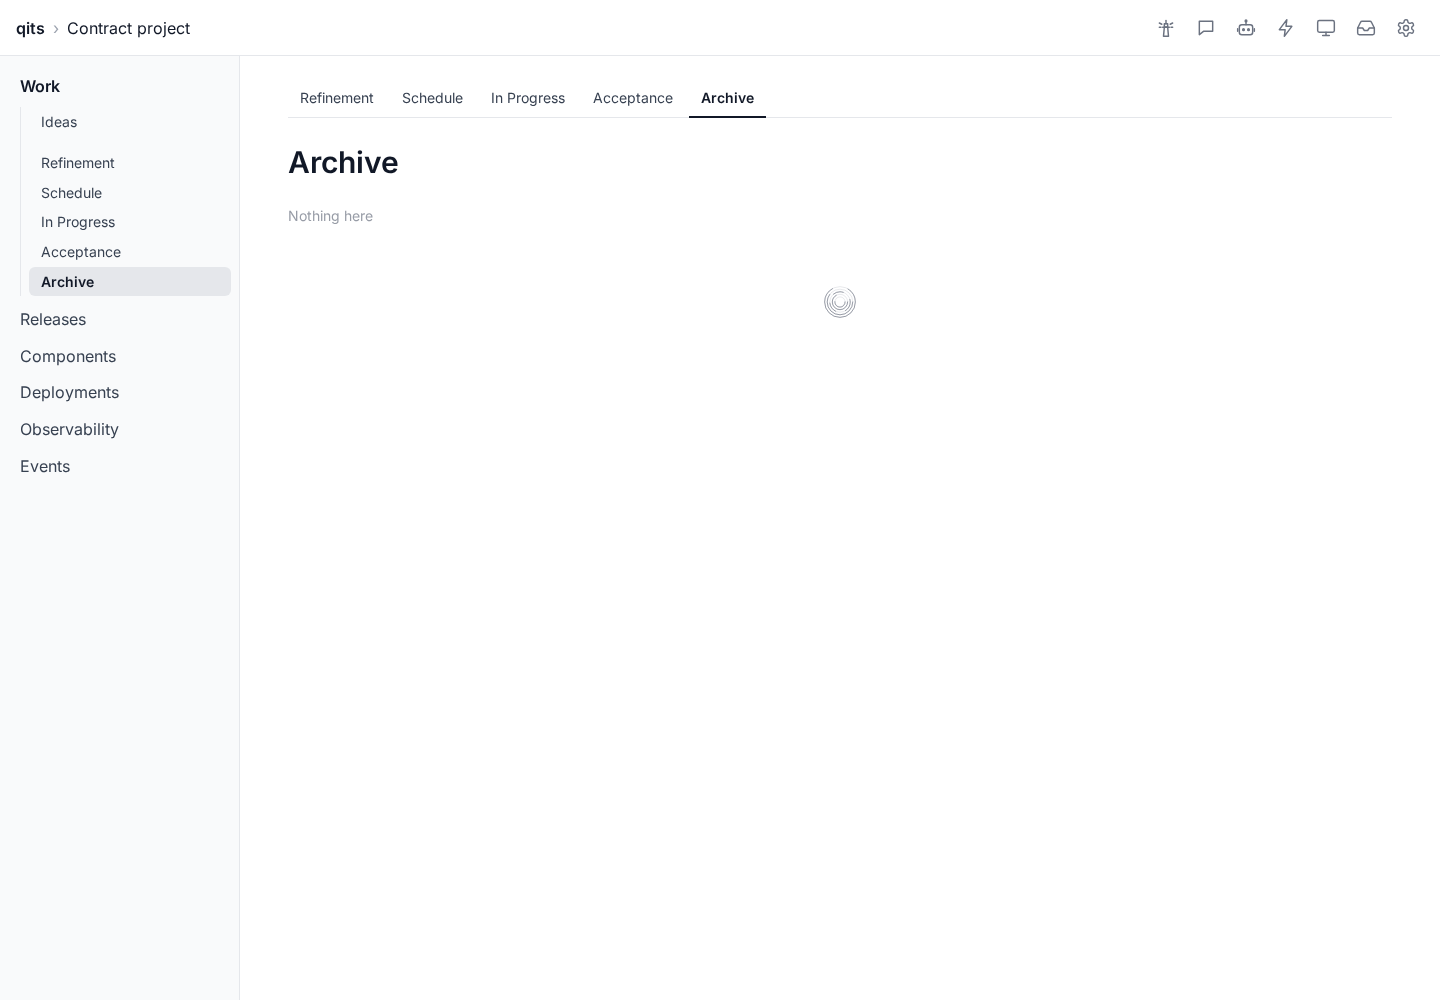 qits › Contract project
Work
Ideas
Refinement
Schedule
In Progress
Acceptance
Archive
Releases
Components
Deployments
Observability
Events
Refinement Schedule In Progress Acceptance Archive
Archive
Nothing here